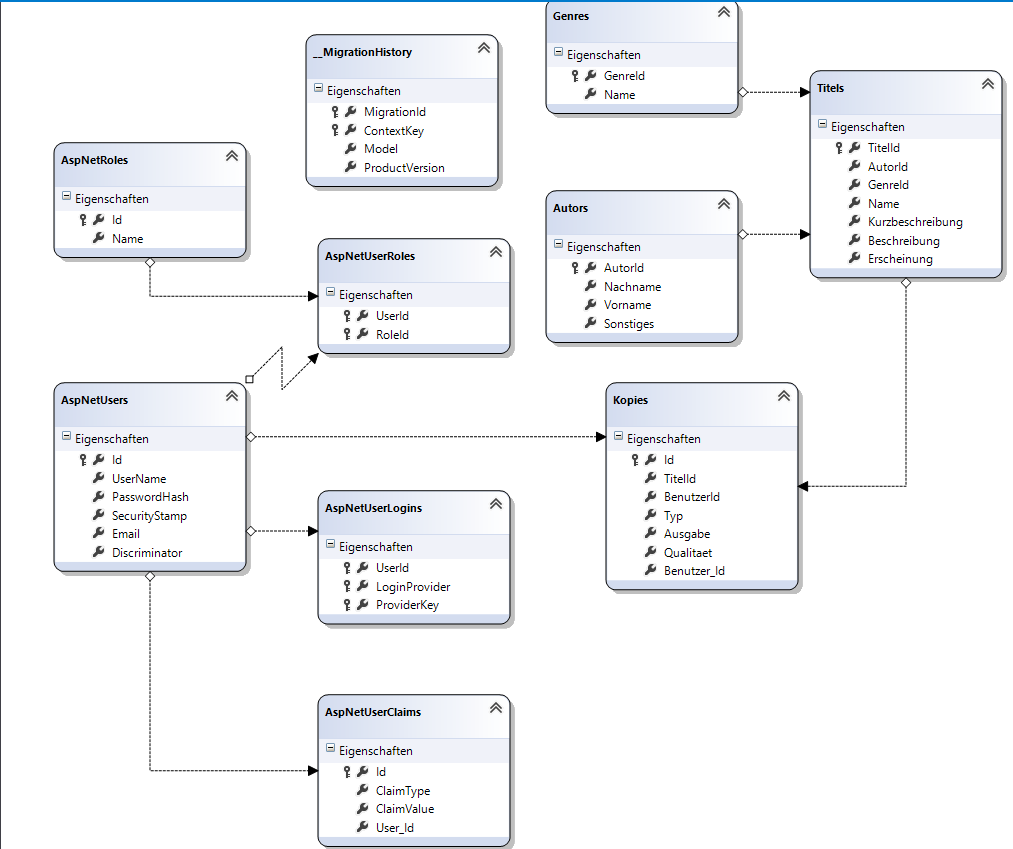 Genres
Eigenschaften
GenreId
Name
__MigrationHistory
Eigenschaften
MigrationId
ContextKey
Model
ProductVersion
Titels
Eigenschaften
TitelId
AutorId
GenreId
Name
Kurzbeschreibung
Beschreibung
Erscheinung
AspNetRoles
Eigenschaften
Id
Name
Autors
Eigenschaften
AutorId
Nachname
Vorname
Sonstiges
AspNetUserRoles
Eigenschaften
UserId
RoleId
AspNetUsers
Eigenschaften
Id
UserName
PasswordHash
SecurityStamp
Email
Discriminator
Kopies
Eigenschaften
Id
TitelId
BenutzerId
Typ
Ausgabe
Qualitaet
Benutzer_Id
AspNetUserLogins
Eigenschaften
UserId
LoginProvider
ProviderKey
AspNetUserClaims
Eigenschaften
Id
ClaimType
ClaimValue
User_Id